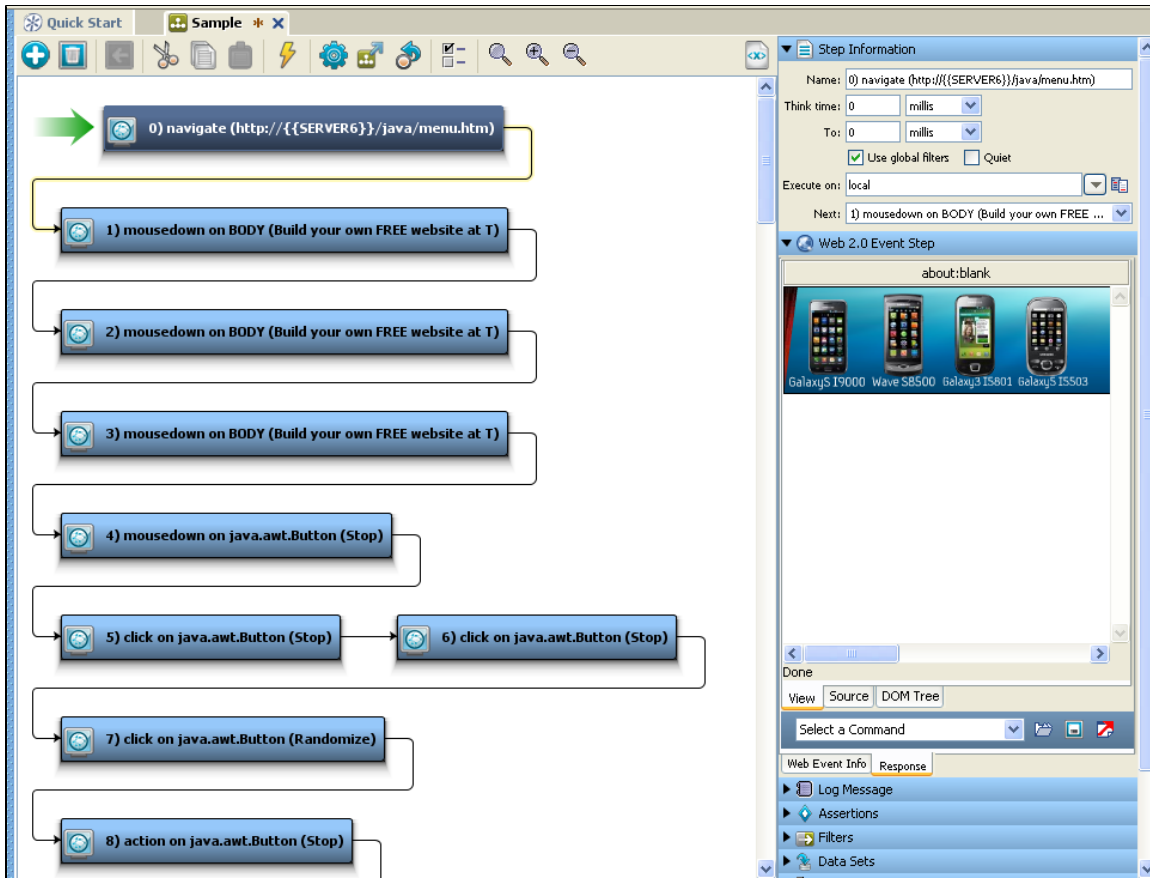 Quick Start
Sample *
Step Information
Name: 0) navigate (http://{{SERVER6}}/java/menu.htm)
Think time: 0 millis
To: 0 millis
Use global filters Quiet
Execute on: local
Next: 1) mousedown on BODY (Build your own FREE ...
Web 2.0 Event Step
about:blank
GalaxyS I9000 Wave S8500 Galaxy3 I5801 Galaxy5 I5503
Done
View Source DOM Tree
Select a Command
Web Event Info Response
Log Message
Assertions
Filters
Data Sets
0) navigate (http://{{SERVER6}}/java/menu.htm)
1) mousedown on BODY (Build your own FREE website at T)
2) mousedown on BODY (Build your own FREE website at T)
3) mousedown on BODY (Build your own FREE website at T)
4) mousedown on java.awt.Button (Stop)
5) click on java.awt.Button (Stop)
6) click on java.awt.Button (Stop)
7) click on java.awt.Button (Randomize)
8) action on java.awt.Button (Stop)